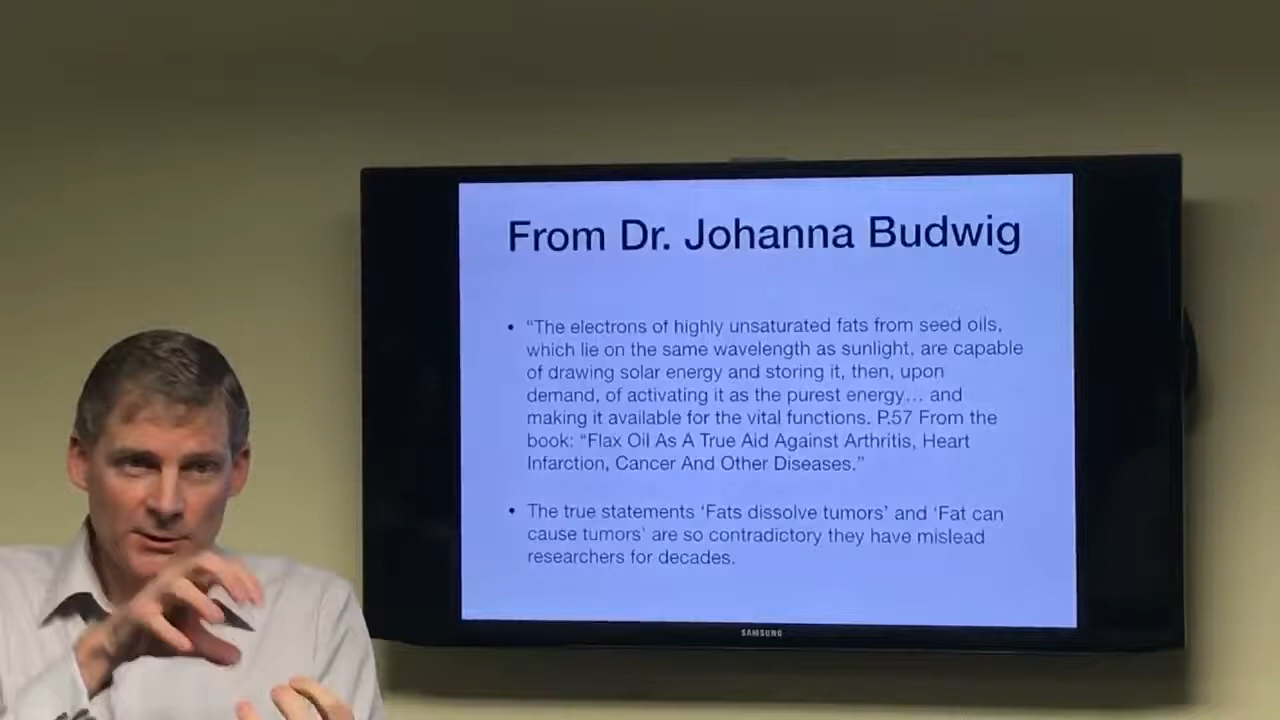 From Dr. Johanna Budwig
• “The electrons of highly unsaturated fats from seed oils,
which lie on the same wavelength as sunlight, are capable
of drawing solar energy and storing it, then, upon
demand, of activating it as the purest energy… and
making it available for the vital functions. P.57 From the
book: “Flax Oil As A True Aid Against Arthritis, Heart
Infarction, Cancer And Other Diseases.”
• The true statements ‘Fats dissolve tumors’ and ‘Fat can
cause tumors’ are so contradictory they have mislead
researchers for decades.
SAMSUNG